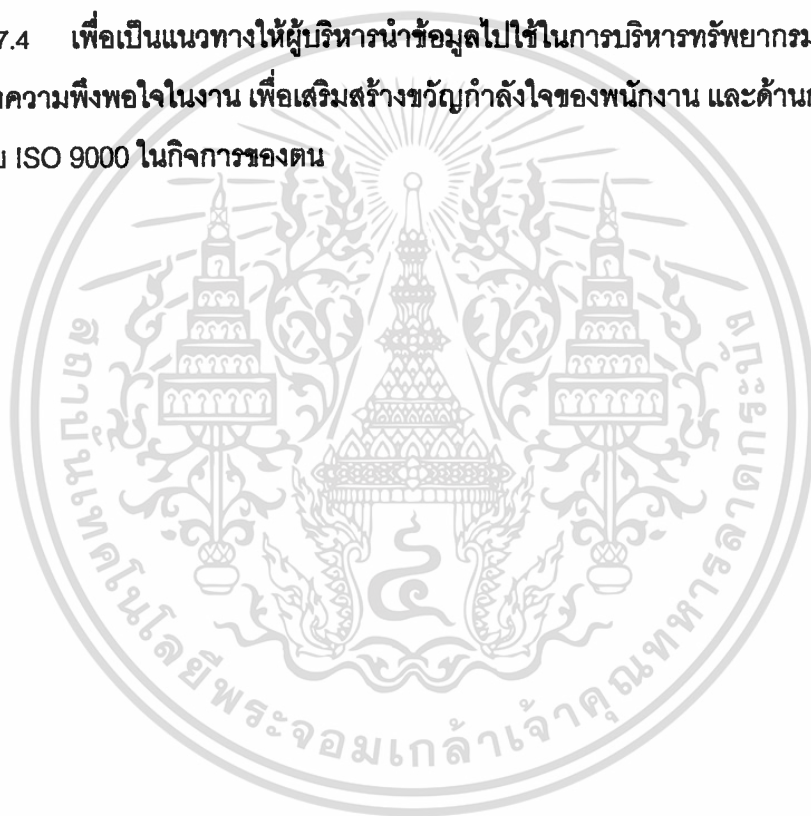 7.4 เพื่อเป็นแนวทางให้ผู้บริหารนำข้อมูลไปใช้ในการบริหารทรัพยากรม
ความพึงพอใจในงาน เพื่อเสริมสร้างขวัญกำลังใจของพนักงาน และด้านก
ISO 9000 ในกิจการของตน
สถาบันเทคโนโลยีพระจอมเกล้าเจ้าคุณทหารลาดกระบัง
๔